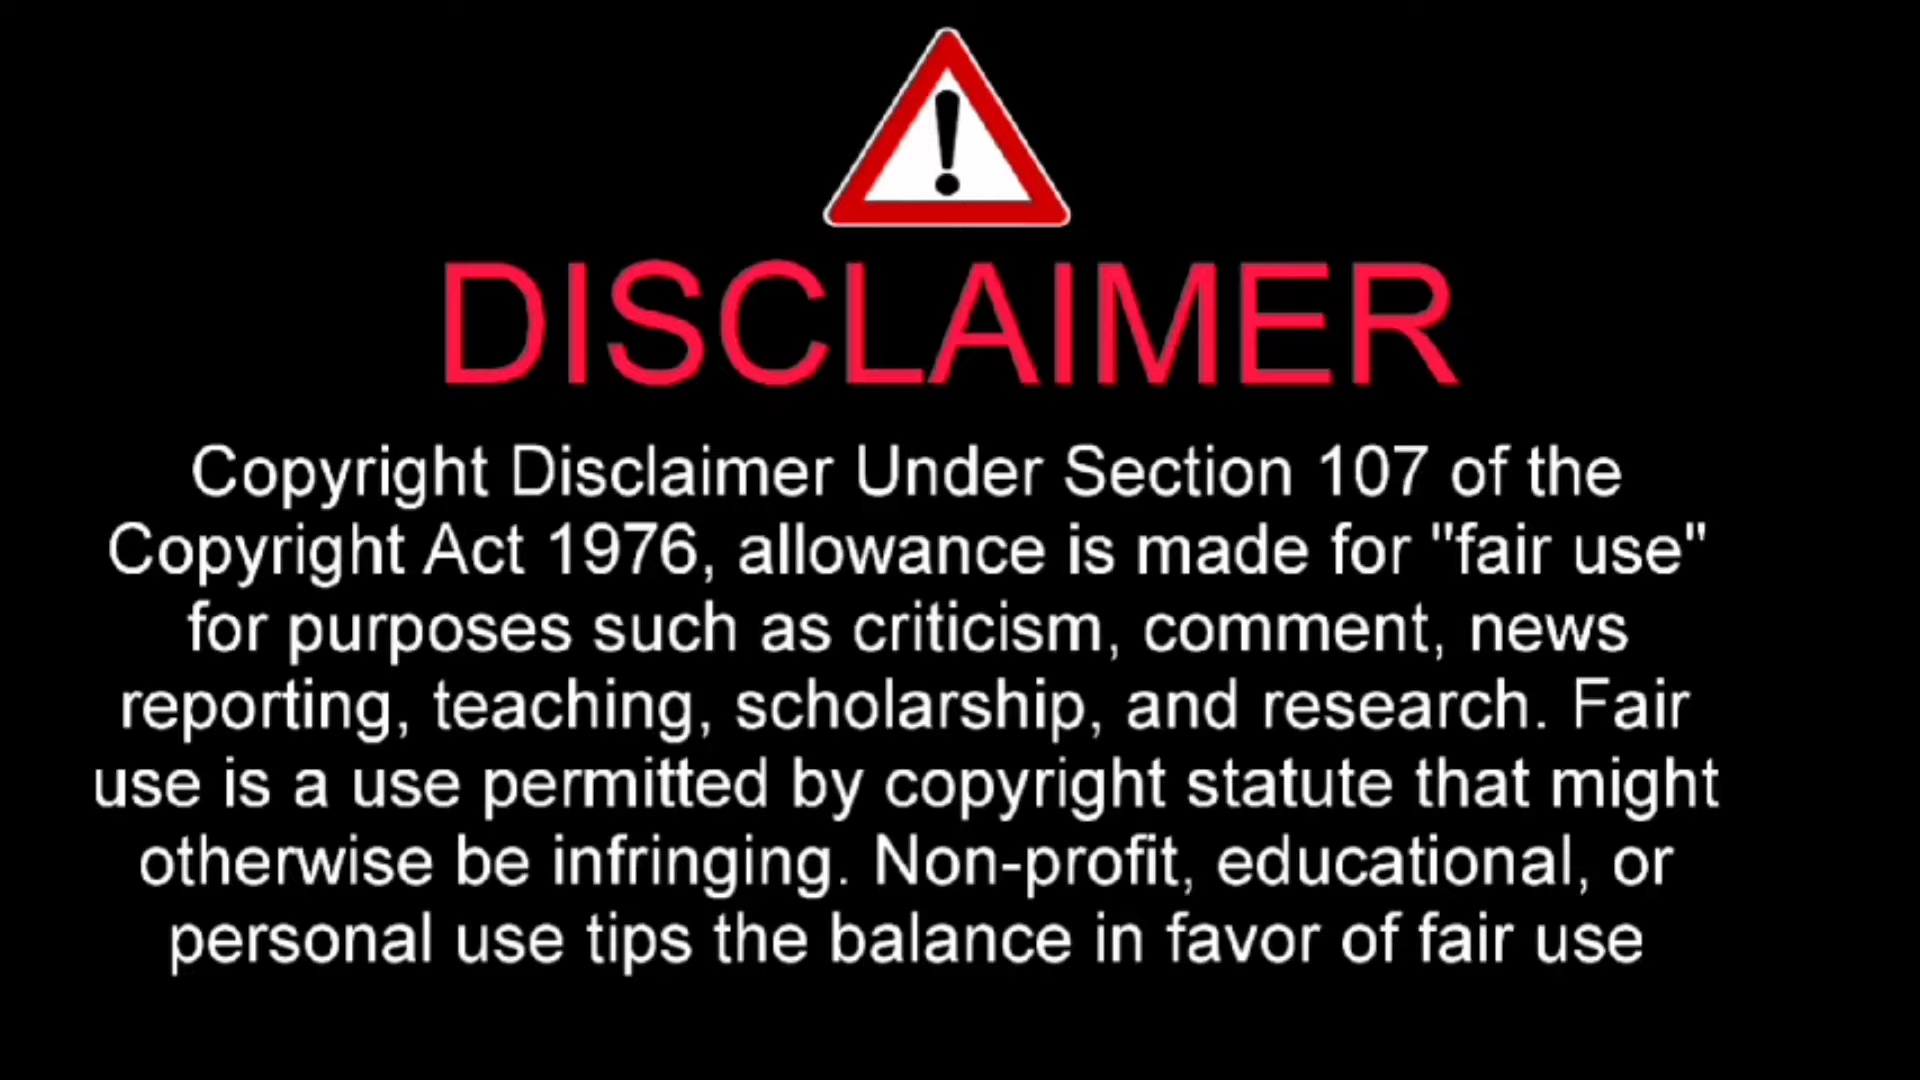 DISCLAIMER
Copyright Disclaimer Under Section 107 of the
Copyright Act 1976, allowance is made for "fair use"
for purposes such as criticism, comment, news
reporting, teaching, scholarship, and research. Fair
use is a use permitted by copyright statute that might
otherwise be infringing. Non-profit, educational, or
personal use tips the balance in favor of fair use